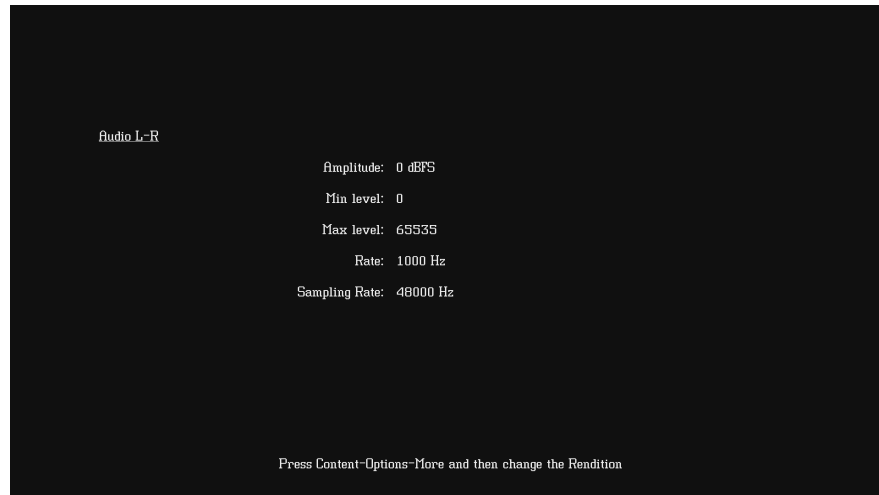 Audio L-R
Amplitude: 0 dBFS
Min level: 0
Max level: 65535
Rate: 1000 Hz
Sampling Rate: 48000 Hz
Press Content-Options-More and then change the Rendition